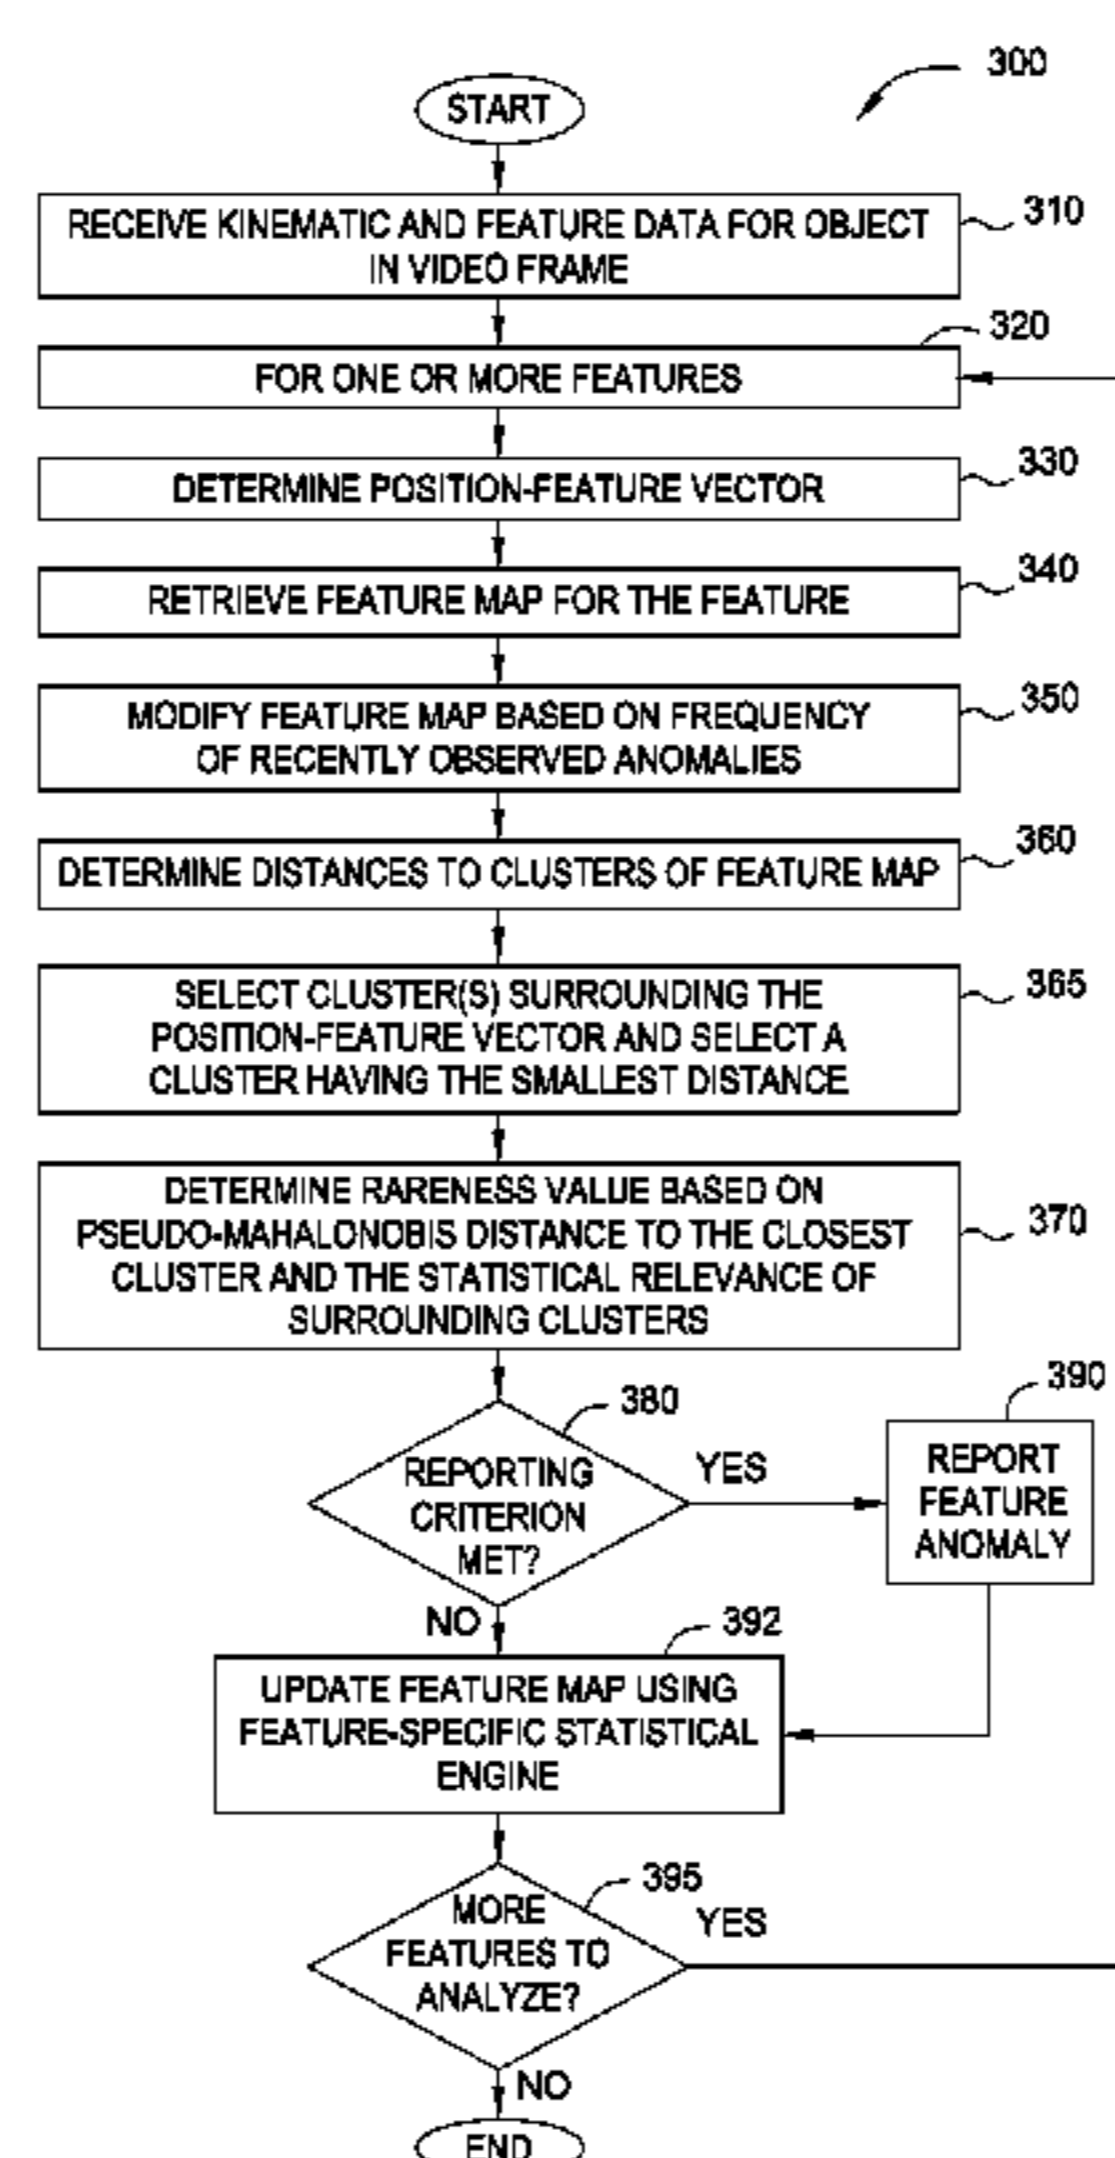 300
START
RECEIVE KINEMATIC AND FEATURE DATA FOR OBJECT
IN VIDEO FRAME
310
320
FOR ONE OR MORE FEATURES
330
DETERMINE POSITION-FEATURE VECTOR
340
RETRIEVE FEATURE MAP FOR THE FEATURE
350
MODIFY FEATURE MAP BASED ON FREQUENCY
OF RECENTLY OBSERVED ANOMALIES
360
DETERMINE DISTANCES TO CLUSTERS OF FEATURE MAP
365
SELECT CLUSTER(S) SURROUNDING THE
POSITION-FEATURE VECTOR AND SELECT A
CLUSTER HAVING THE SMALLEST DISTANCE
DETERMINE RARENESS VALUE BASED ON
PSEUDO-MAHALONOBIS DISTANCE TO THE CLOSEST
CLUSTER AND THE STATISTICAL RELEVANCE OF
SURROUNDING CLUSTERS
370
380
390
REPORTING
CRITERION
MET?
YES
REPORT
FEATURE
ANOMALY
NO
392
UPDATE FEATURE MAP USING
FEATURE-SPECIFIC STATISTICAL
ENGINE
395
MORE
FEATURES TO
ANALYZE?
YES
NO
END